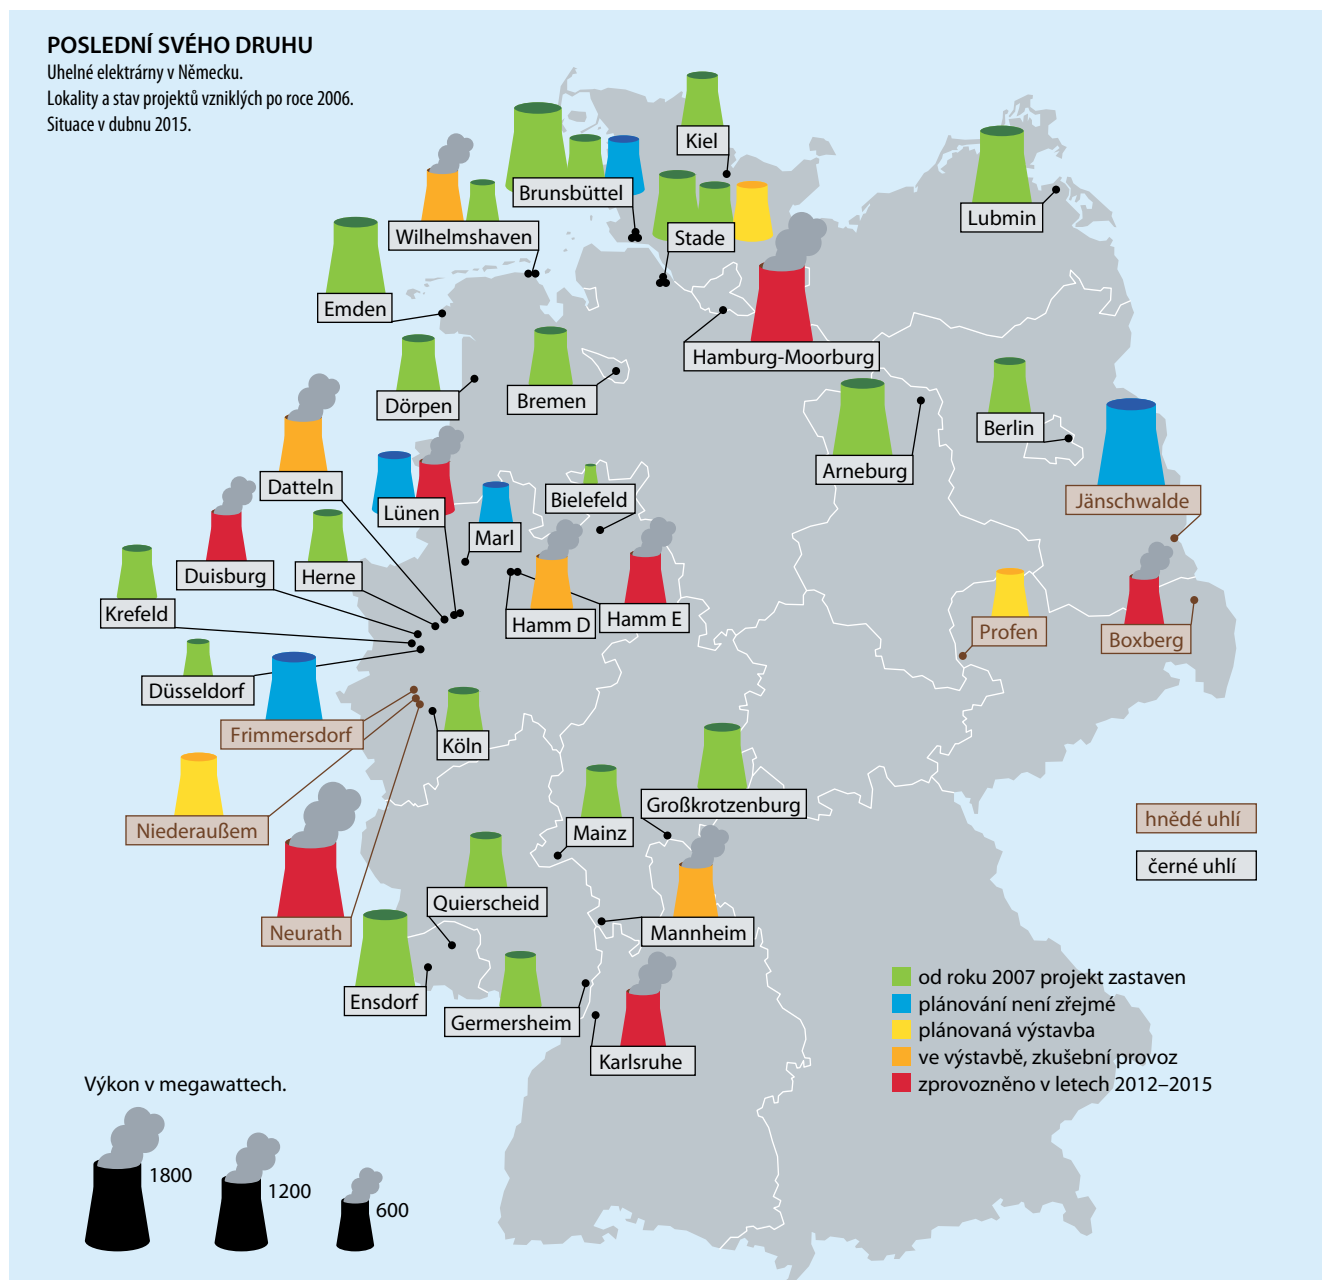 POSLEDNÍ SVÉHO DRUHU
Uhelné elektrárny v Německu.
Lokality a stav projektů vzniklých po roce 2006.
Situace v dubnu 2015.
Kiel
Brunsbüttel
Lubmin
Wilhelmshaven
Stade
Emden
Hamburg-Moorburg
Dörpen
Bremen
Berlin
Arneburg
Datteln
Jänschwalde
Bielefeld
Lünen
Marl
Duisburg
Herne
Krefeld
Hamm D
Hamm E
Profen
Boxberg
Düsseldorf
Frimmersdorf
Köln
Großkrotzenburg
Niederaußem
Mainz
hnědé uhlí
černé uhlí
Quierscheid
Neurath
Mannheim
Ensdorf
Germersheim
Karlsruhe
od roku 2007 projekt zastaven
plánování není zřejmé
plánovaná výstavba
ve výstavbě, zkušební provoz
zprovozněno v letech 2012–2015
Výkon v megawattech.
1800
1200
600